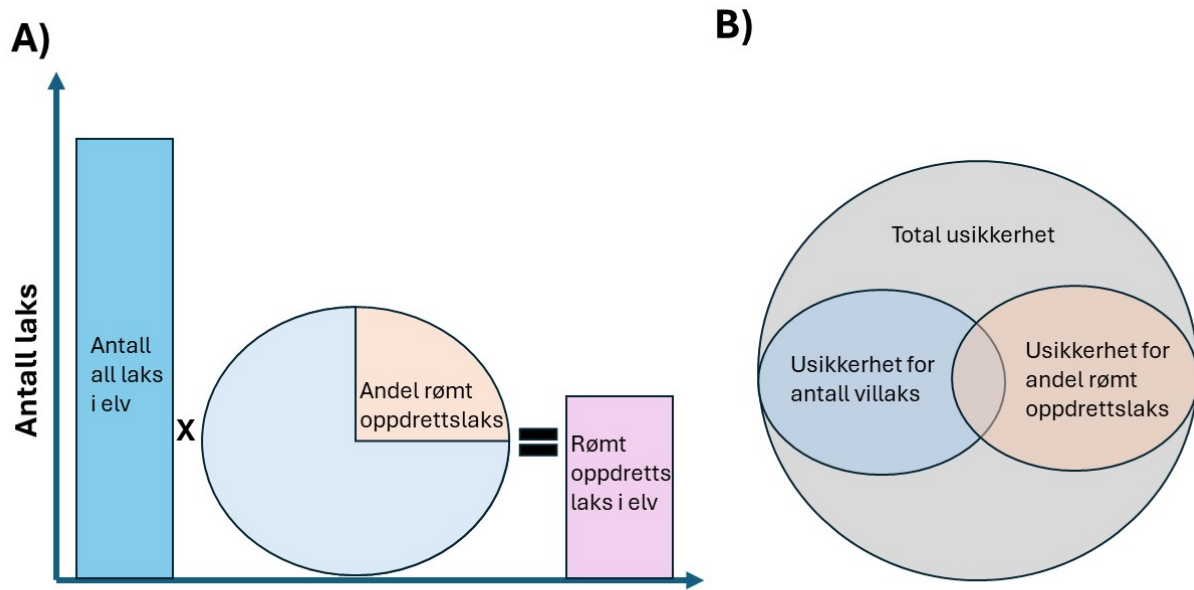 A)
Antall laks
Antall
all laks
i elv
X
Andel rømt
oppdrettslaks
=
Rømt
oppdretts
laks i elv
B)
Total usikkerhet
Usikkerhet for
antall villaks
Usikkerhet for
andel rømt
oppdrettslaks